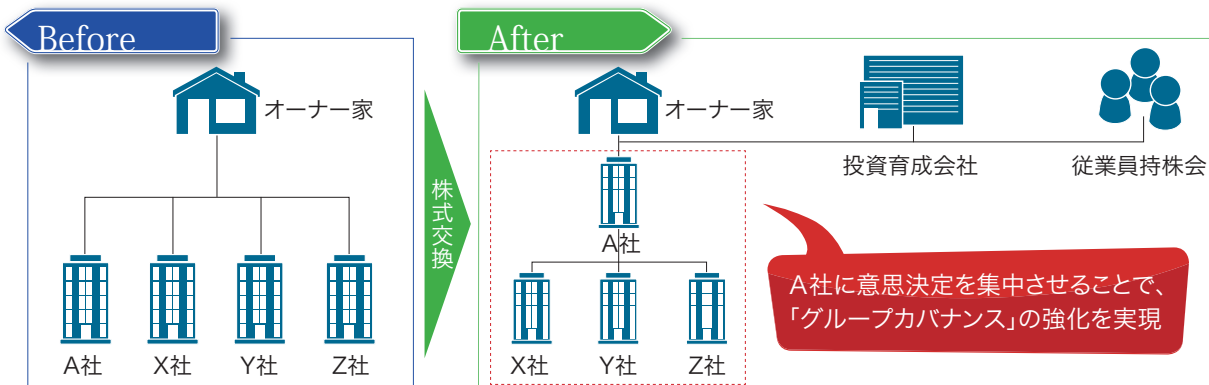 Before
オーナー家
A社
X社
Y社
Z社
株式交換
After
オーナー家
投資育成会社
従業員持株会
A社
X社
Y社
Z社
A社に意思決定を集中させることで、
「グループガバナンス」の強化を実現